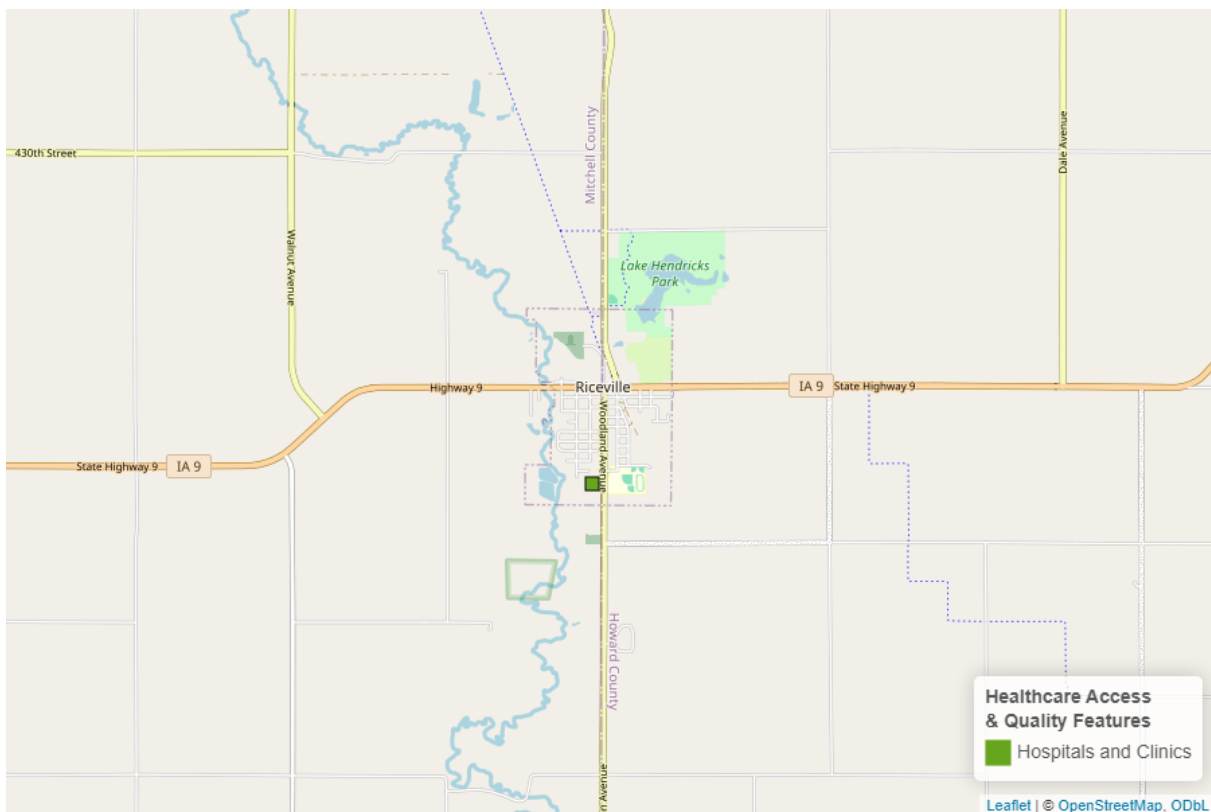 Mitchell County
Dale Avenue
430th Street
Walnut Avenue
Lake Hendricks
Park
Highway 9
Riceville
IA 9
State Highway 9
Woodland Avenue
State Highway 9
IA 9
Howard County
Healthcare Access
& Quality Features
Hospitals and Clinics
Avenue
Leaflet | © OpenStreetMap, ODbL